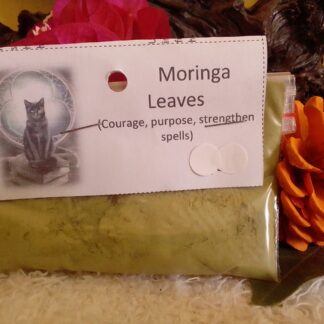 Moringa
Leaves
(Courage, purpose, strengthen
spells)